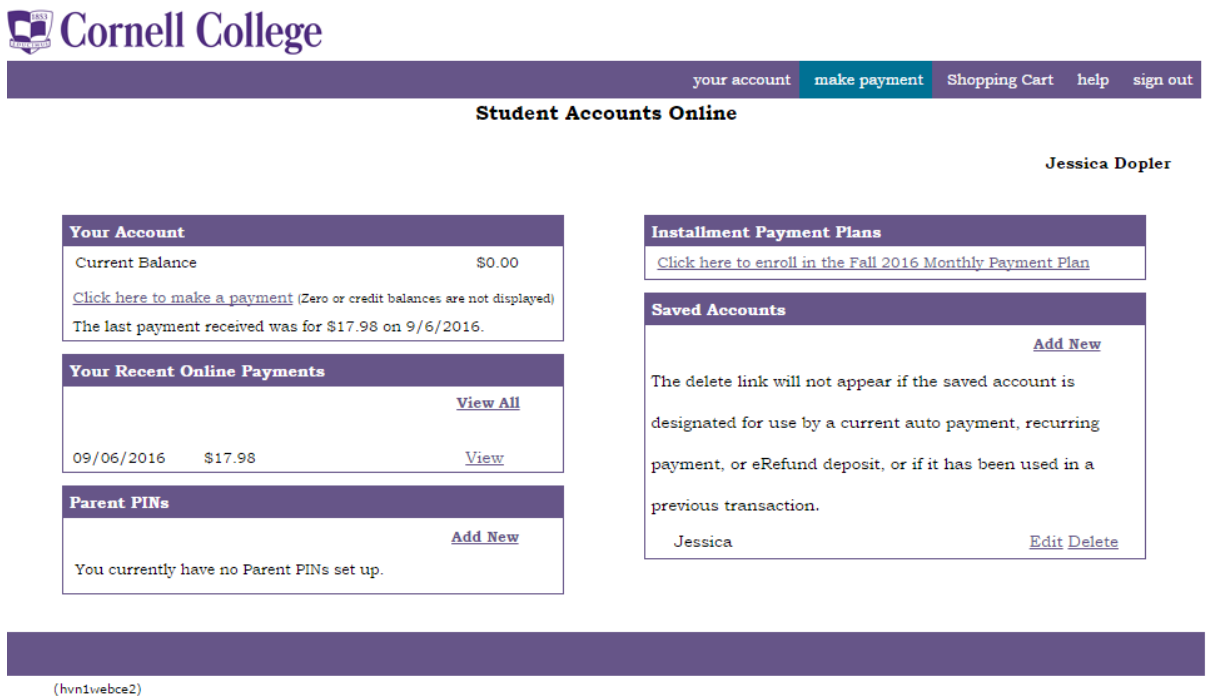 1853
EDUCEMUS
Cornell College
your account make payment Shopping Cart help sign out
Student Accounts Online
Jessica Dopler
Your Account
Current Balance $0.00
Click here to make a payment (Zero or credit balances are not displayed)
The last payment received was for $17.98 on 9/6/2016.
Your Recent Online Payments
View All
09/06/2016 $17.98 View
Parent PINs
Add New
You currently have no Parent PINs set up.
Installment Payment Plans
Click here to enroll in the Fall 2016 Monthly Payment Plan
Saved Accounts
Add New
The delete link will not appear if the saved account is
designated for use by a current auto payment, recurring
payment, or eRefund deposit, or if it has been used in a
previous transaction.
Jessica Edit Delete
(hvn1webce2)